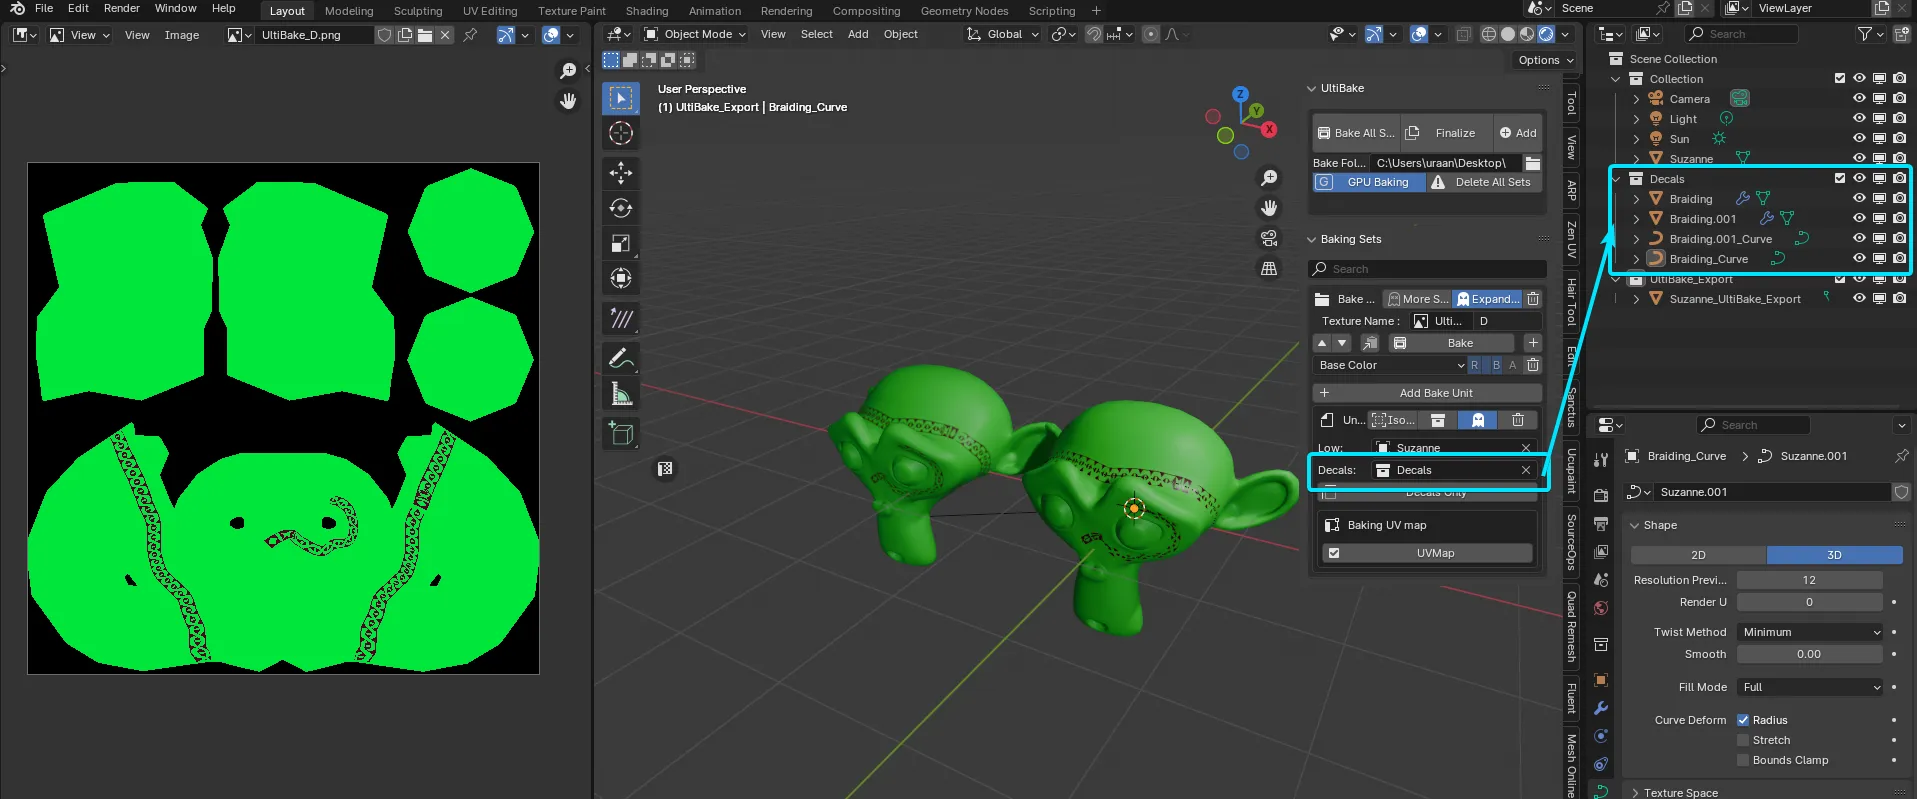 File Edit Render Window Help Layout Modeling Sculpting UV Editing Texture Paint Shading Animation Rendering Compositing Geometry Nodes Scripting + Scene ViewLayer
View View Image UltiBake_D.png Object Mode View Select Add Object Global Search
Options
User Perspective
(1) UltiBake_Export | Braiding_Curve
Z
Y
X
UltiBake
Bake All S... Finalize Add
Bake Fol... C:\Users\uraan\Desktop\
G GPU Baking Delete All Sets
Baking Sets
Search
Bake ... More S... Expand...
Texture Name : Ulti... D
Bake
Base Color R B A
Add Bake Unit
Un... Iso...
Low: Suzanne
Decals: Decals
Decals Only
Baking UV map
UVMap
Tool
View
ARP
Zen UV
Hair Tool
Sanctus
Ucupaint
SourceOps
Quad Remesh
Fluent
Mesh Online
Scene Collection
Collection
Camera
Light
Sun
Suzanne
Decals
Braiding
Braiding.001
Braiding.001_Curve
Braiding_Curve
UltiBake_Export
Suzanne_UltiBake_Export
Search
Braiding_Curve Suzanne.001
Suzanne.001
Shape
2D 3D
Resolution Previ... 12
Render U 0
Twist Method Minimum
Smooth 0.00
Fill Mode Full
Curve Deform Radius
Stretch
Bounds Clamp
Texture Space